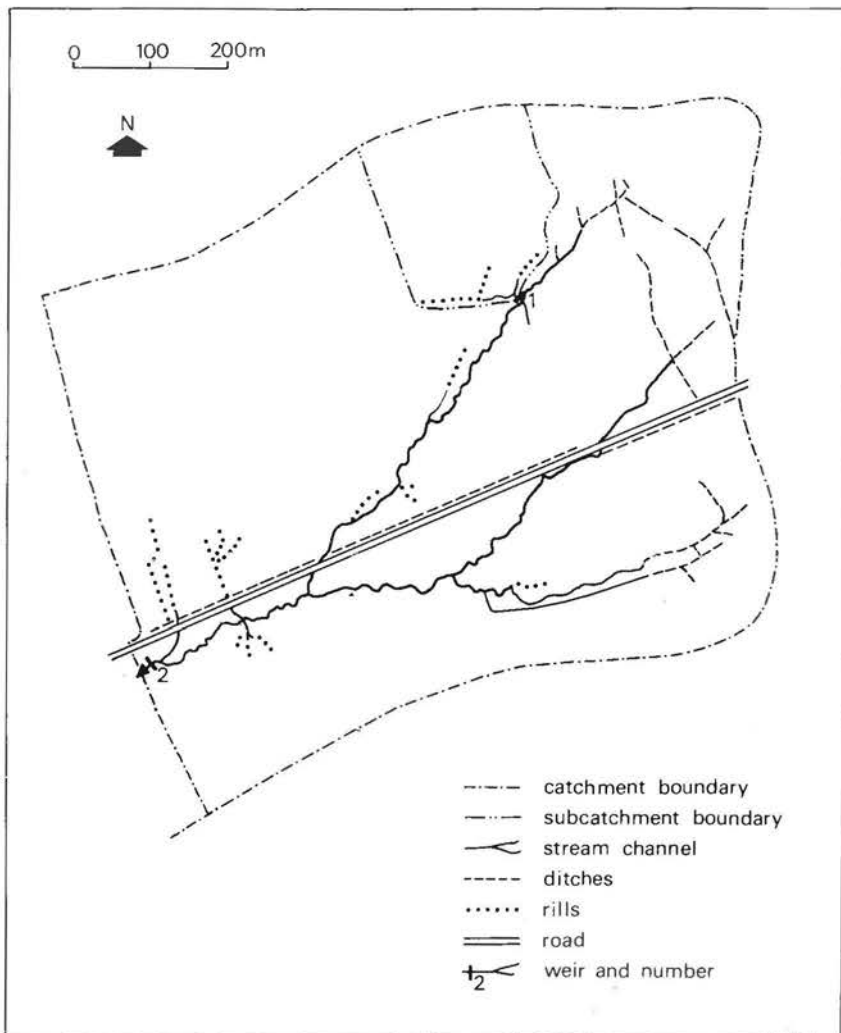 0 100 200m
N
1
2
catchment boundary
subcatchment boundary
stream channel
ditches
rills
road
2 weir and number